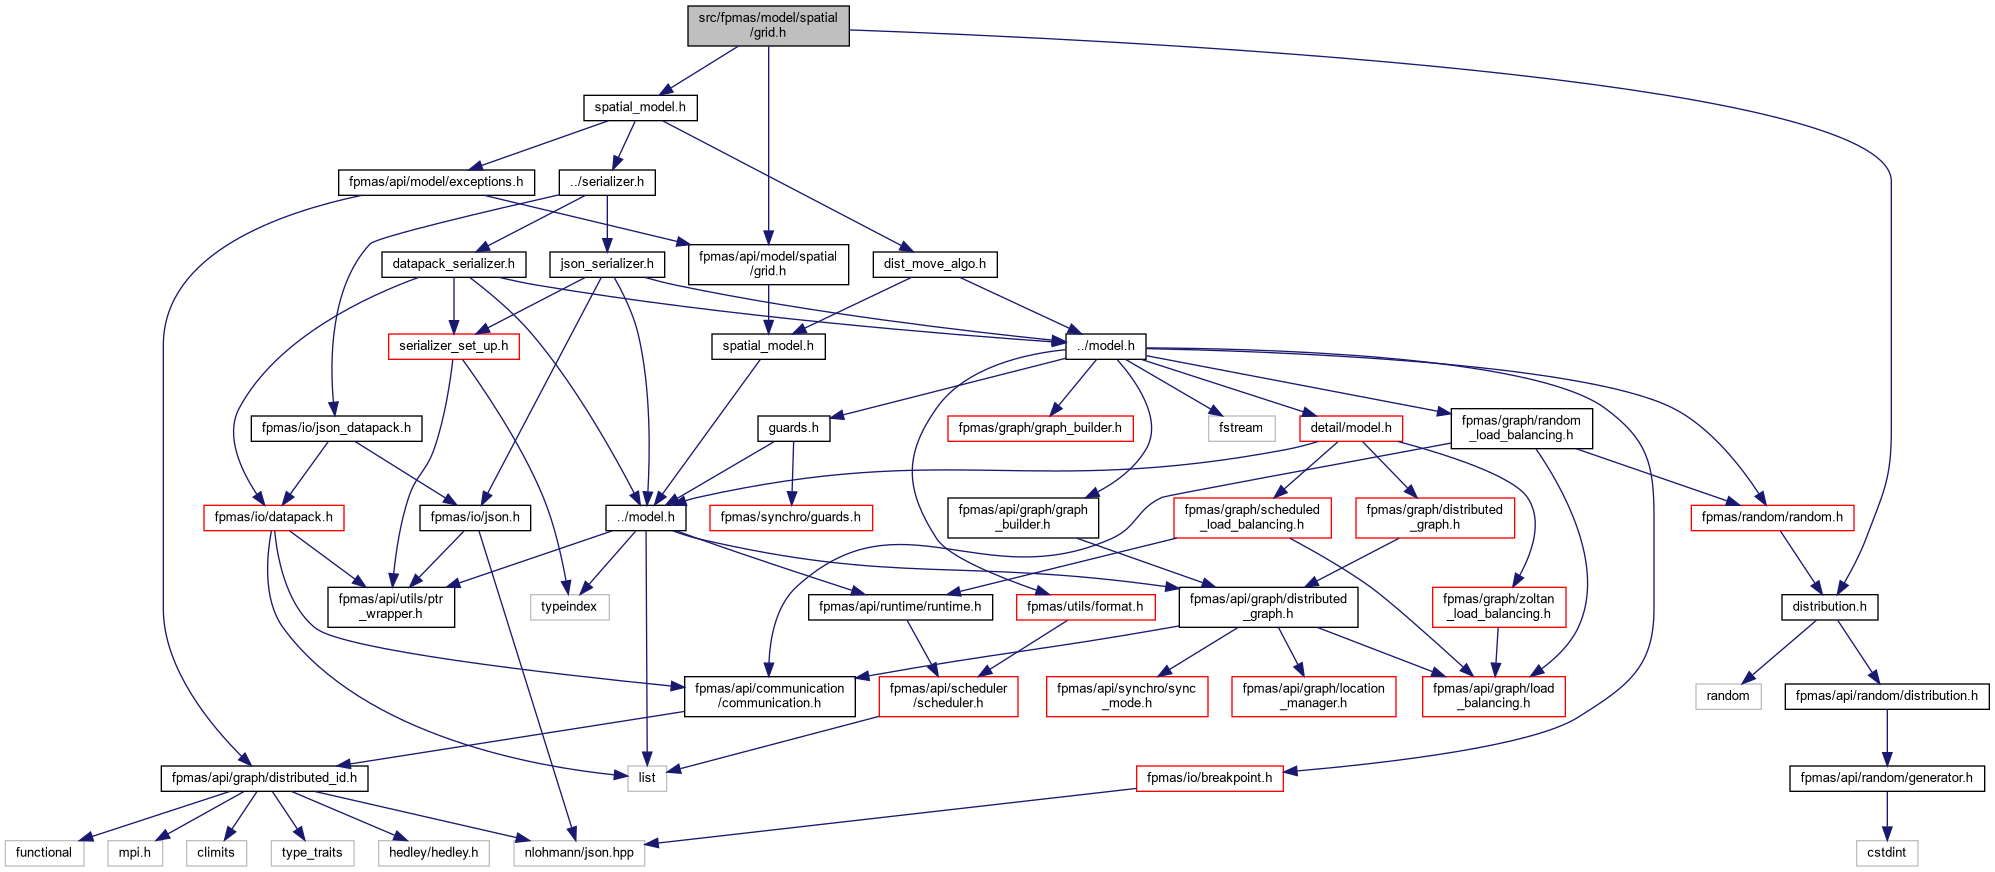 src/fpmas/model/spatial
/grid.h
spatial_model.h
fpmas/api/model/exceptions.h
../serializer.h
datapack_serializer.h
json_serializer.h
fpmas/api/model/spatial
/grid.h
dist_move_algo.h
serializer_set_up.h
spatial_model.h
../model.h
fpmas/io/json_datapack.h
guards.h
fpmas/graph/graph_builder.h
fstream
detail/model.h
fpmas/graph/random
_load_balancing.h
fpmas/io/datapack.h
fpmas/io/json.h
../model.h
fpmas/synchro/guards.h
fpmas/api/graph/graph
_builder.h
fpmas/graph/scheduled
_load_balancing.h
fpmas/graph/distributed
_graph.h
fpmas/random/random.h
fpmas/api/utils/ptr
_wrapper.h
typeindex
fpmas/api/runtime/runtime.h
fpmas/utils/format.h
fpmas/api/graph/distributed
_graph.h
fpmas/graph/zoltan
_load_balancing.h
distribution.h
fpmas/api/communication
/communication.h
fpmas/api/scheduler
/scheduler.h
fpmas/api/synchro/sync
_mode.h
fpmas/api/graph/location
_manager.h
fpmas/api/graph/load
_balancing.h
random
fpmas/api/random/distribution.h
fpmas/api/graph/distributed_id.h
list
fpmas/io/breakpoint.h
fpmas/api/random/generator.h
functional
mpi.h
climits
type_traits
hedley/hedley.h
nlohmann/json.hpp
cstdint